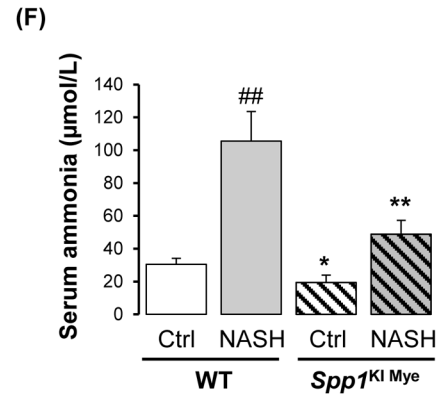 (F)
Serum ammonia (µmol/L)
140
120
100
80
60
40
20
0
##
*
**
Ctrl NASH Ctrl NASH
WT Spp1KI Mye